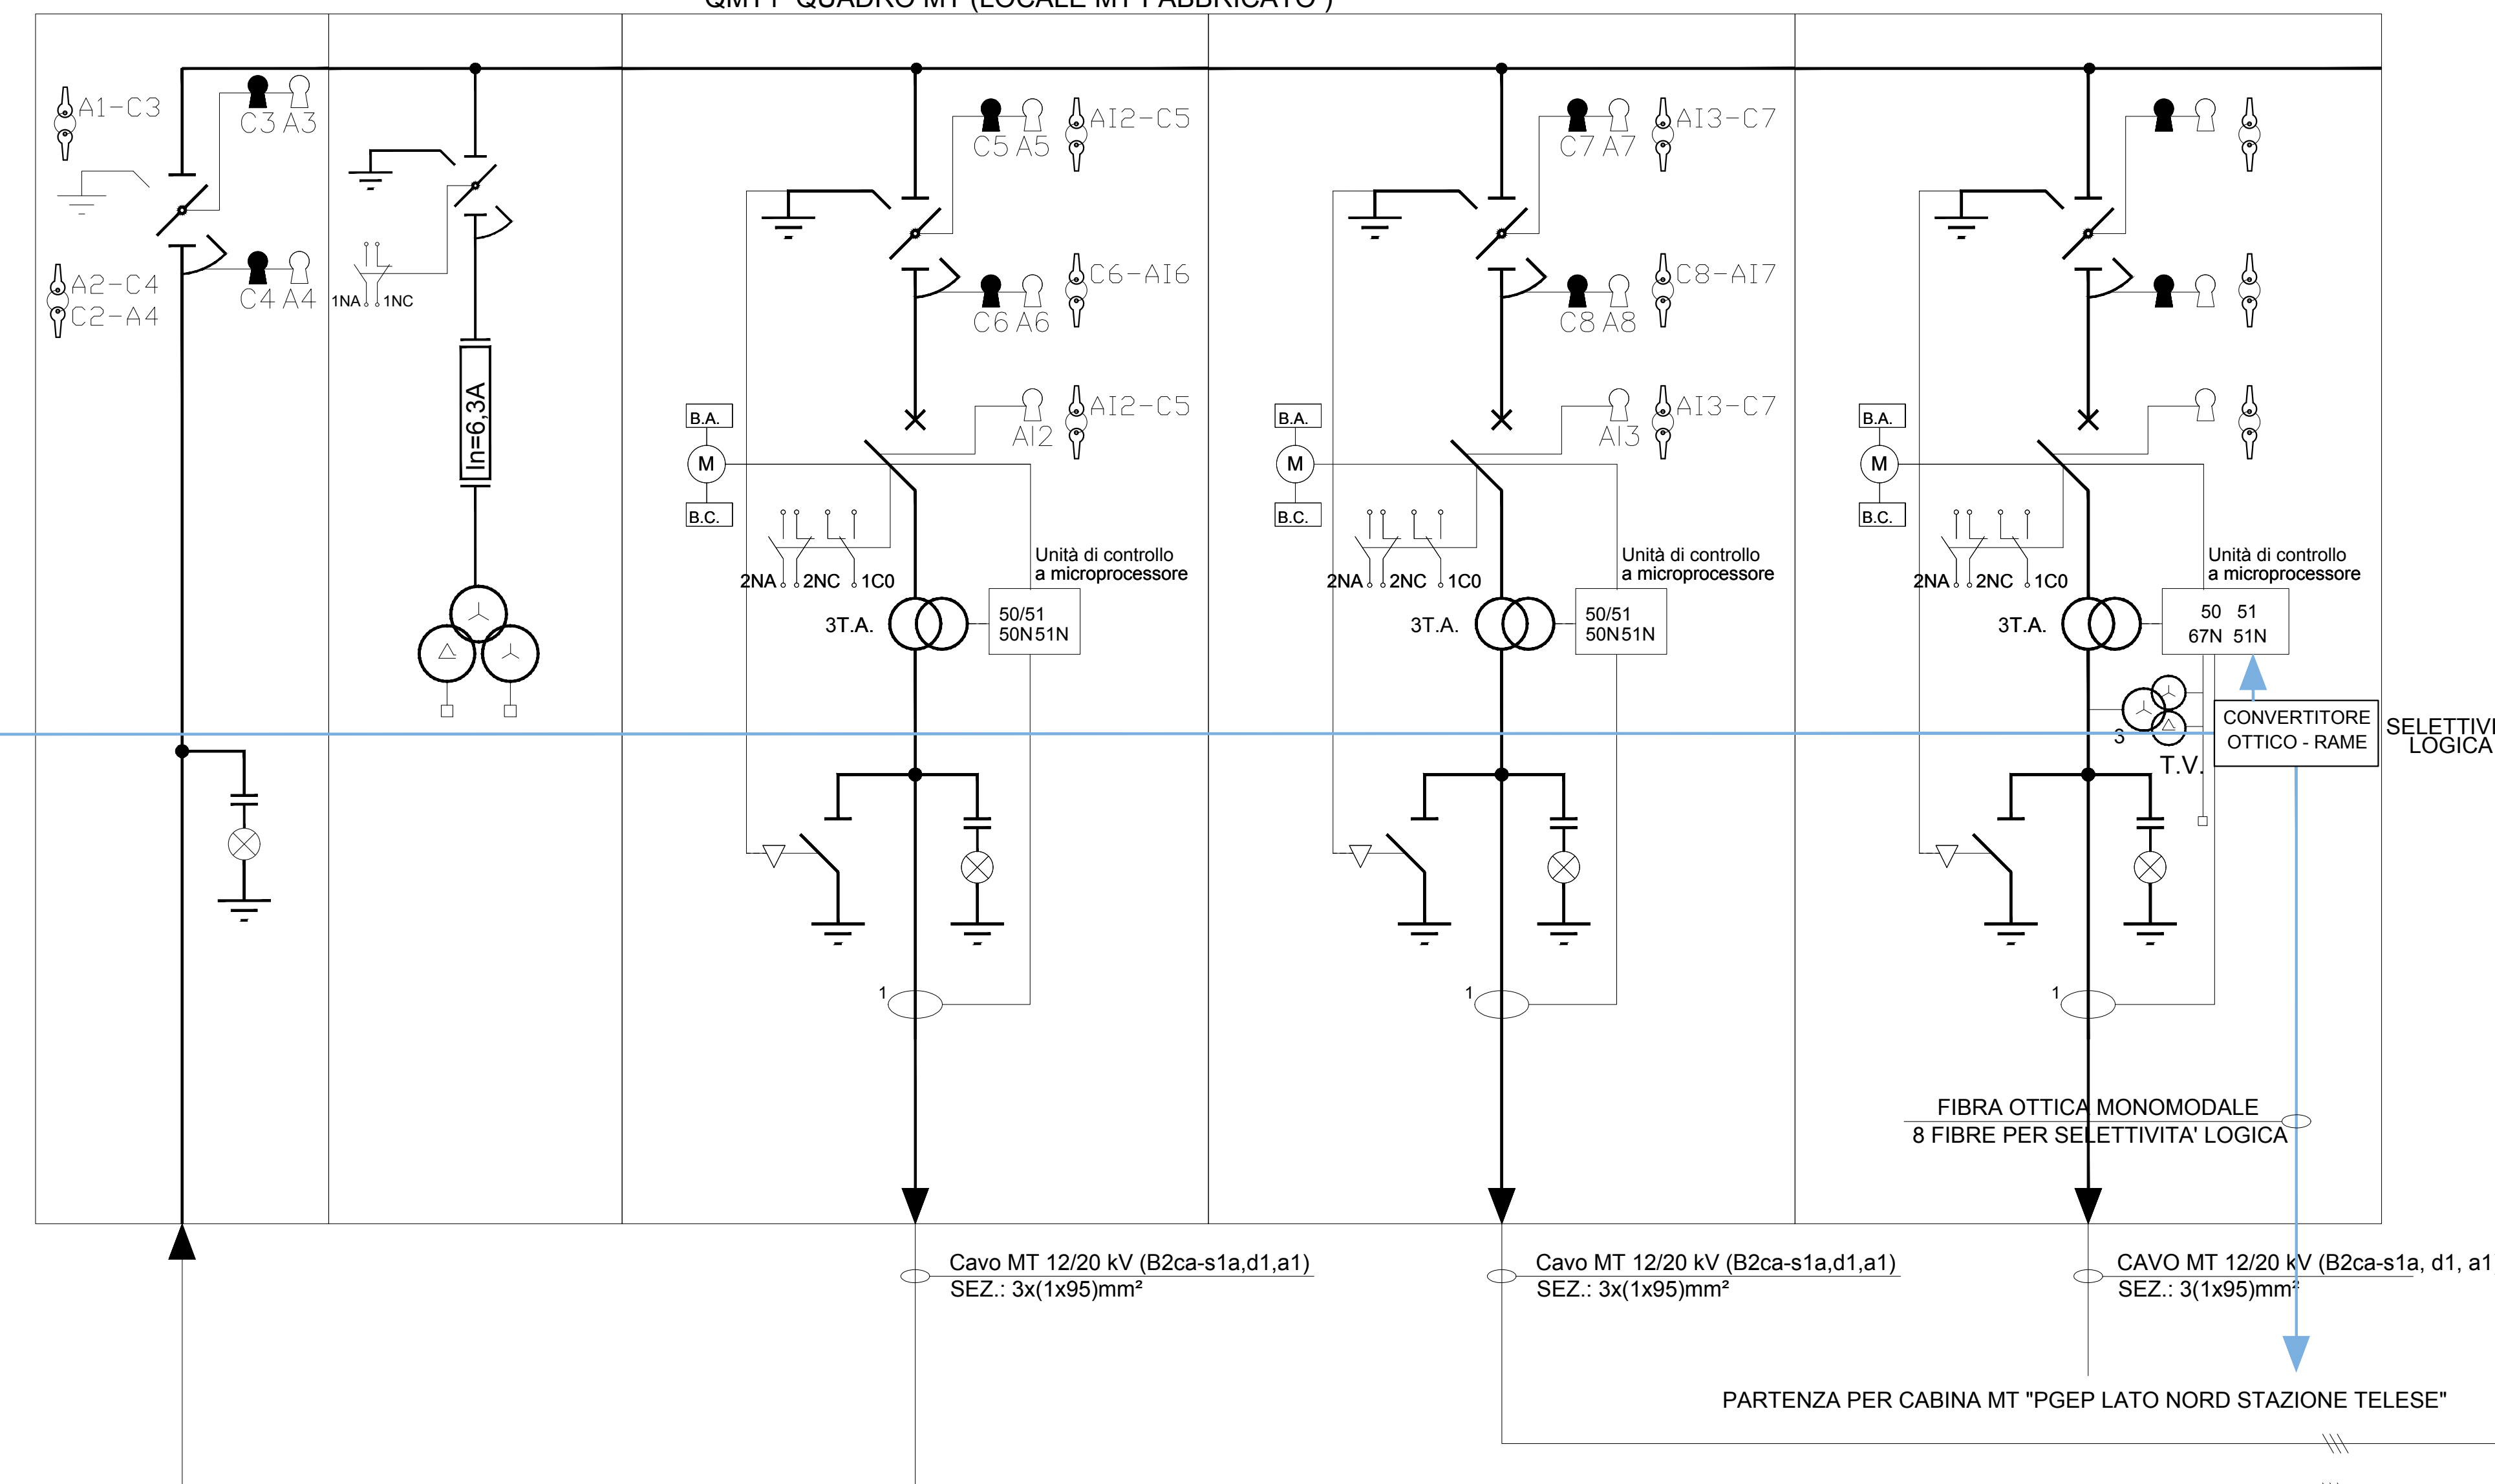 QMT1 QUADRO MT (LOCALE MT FABBRICATO )
A1-C3
C3 A3
A2-C4
C2-A4
C4 A4
1NA 1NC
In=6,3A
C5 A5
AI2-C5
C6-AI6
C6 A6
B.A.
M
B.C.
AI2
AI2-C5
2NA 2NC 1C0
Unità di controllo
a microprocessore
3T.A.
50/51
50N51N
1
C7 A7
AI3-C7
C8-AI7
C8 A8
B.A.
M
B.C.
AI3
AI3-C7
2NA 2NC 1C0
Unità di controllo
a microprocessore
3T.A.
50/51
50N51N
1
B.A.
M
B.C.
2NA 2NC 1C0
Unità di controllo
a microprocessore
3T.A.
50 51
67N 51N
3
T.V.
CONVERTITORE
OTTICO - RAME
SELETTIVI
LOGICA
1
FIBRA OTTICA MONOMODALE
8 FIBRE PER SELETTIVITA' LOGICA
Cavo MT 12/20 kV (B2ca-s1a,d1,a1)
SEZ.: 3x(1x95)mm²
Cavo MT 12/20 kV (B2ca-s1a,d1,a1)
SEZ.: 3x(1x95)mm²
CAVO MT 12/20 kV (B2ca-s1a, d1, a1
SEZ.: 3(1x95)mm²
PARTENZA PER CABINA MT "PGEP LATO NORD STAZIONE TELESE"